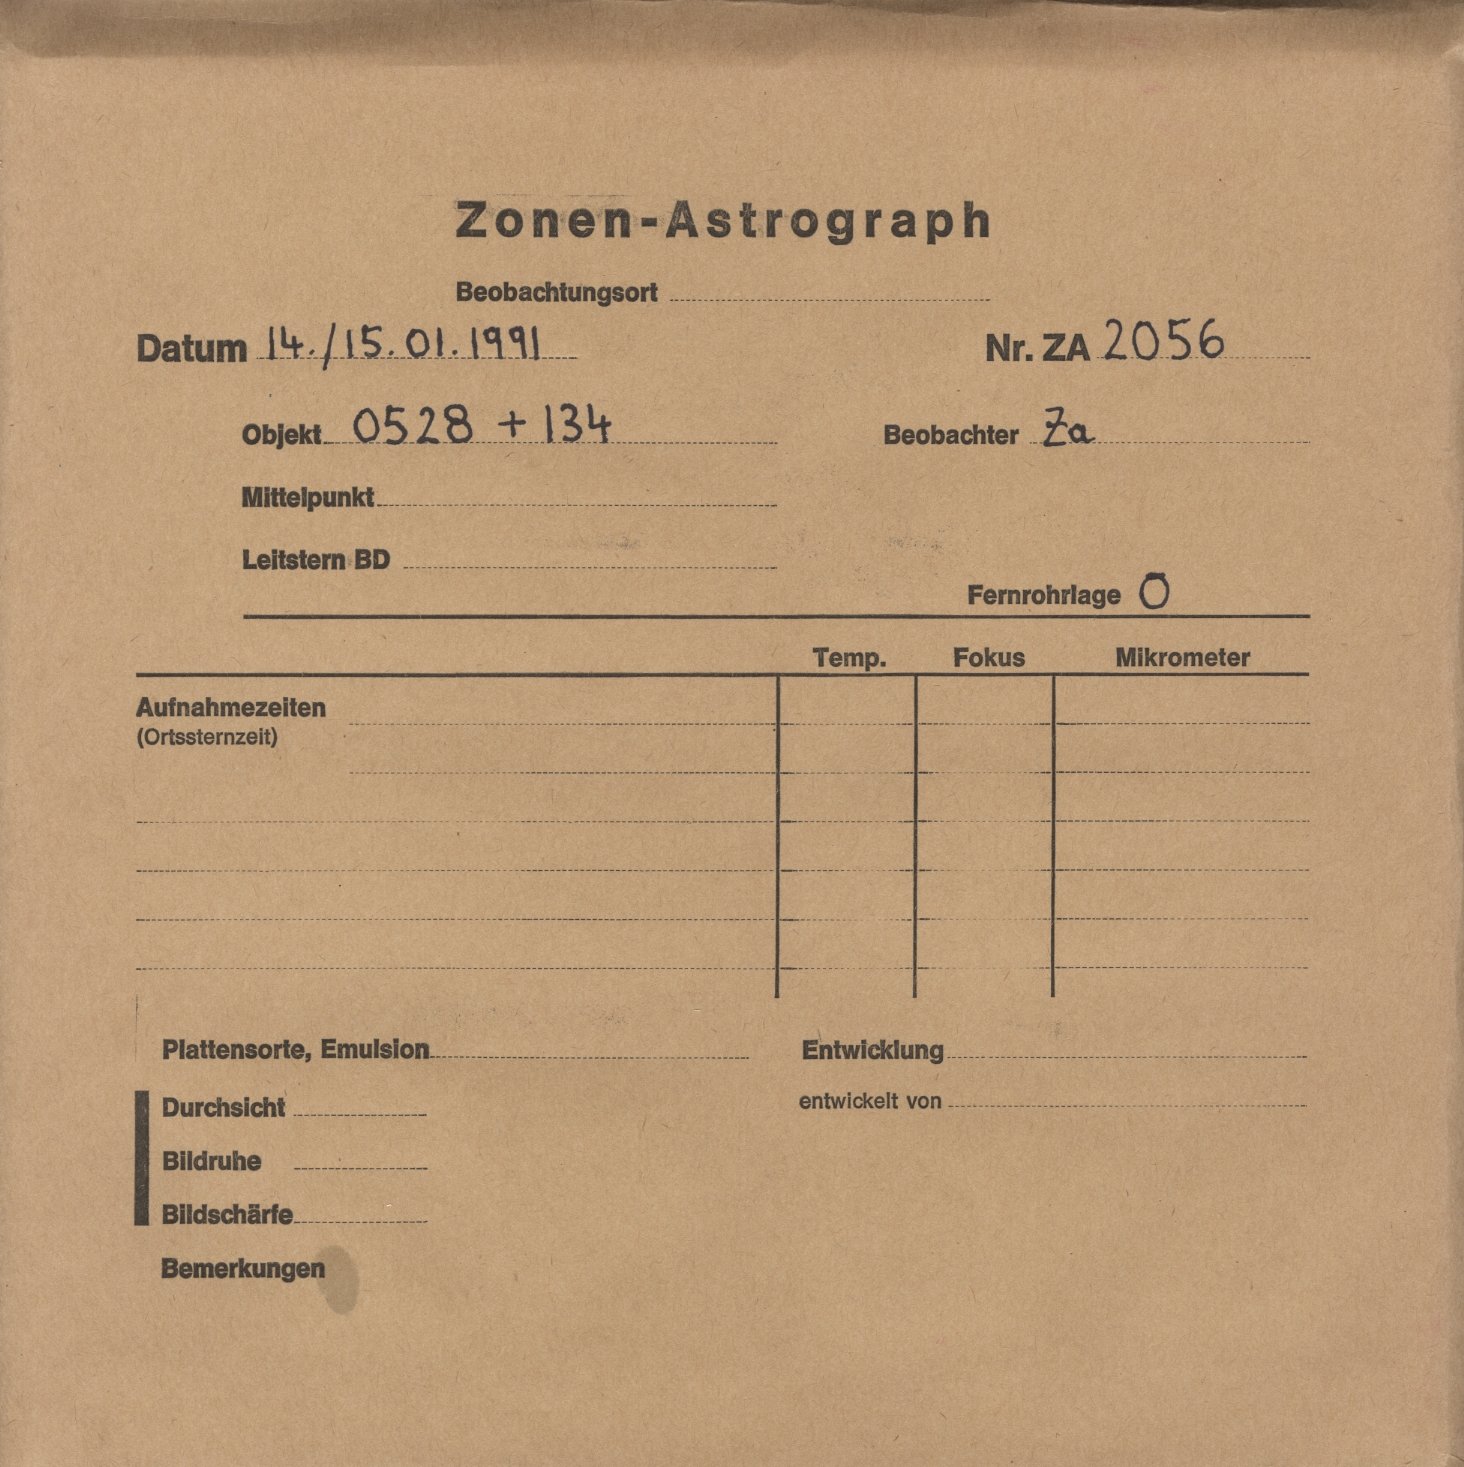 Zonen-Astrograph
Beobachtungsort
Datum 14./15.01.1991 Nr. ZA 2056
Objekt 0528 + 134 Beobachter Za
Mittelpunkt
Leitstern BD
Fernrohrlage O
Temp. Fokus Mikrometer
Aufnahmezeiten
(Ortssternzeit)
Plattensorte, Emulsion Entwicklung
Durchsicht entwickelt von
Bildruhe
Bildschärfe
Bemerkungen